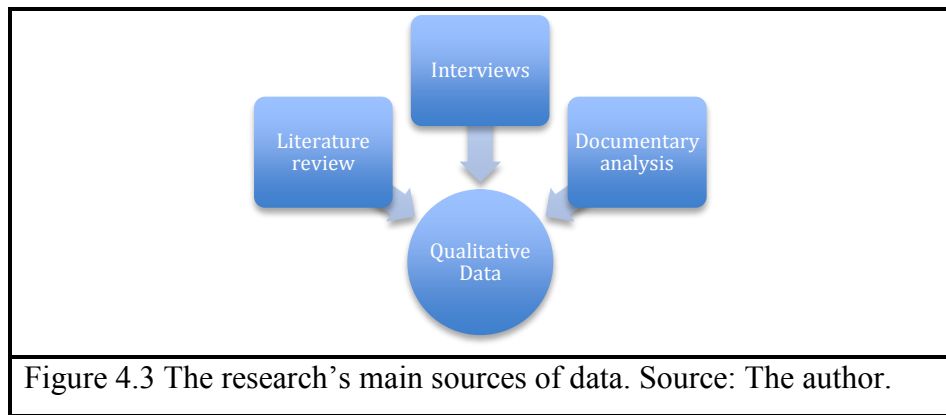 Interviews
Literature
review
Documentary
analysis
Qualitative
Data
Figure 4.3 The research’s main sources of data. Source: The author.